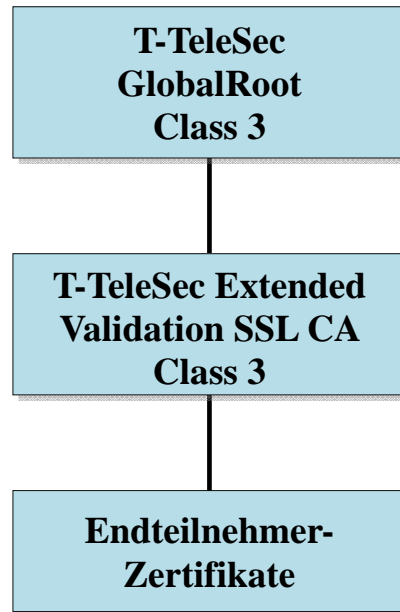 T-TeleSec
GlobalRoot
Class 3
T-TeleSec Extended
Validation SSL CA
Class 3
Endteilnehmer-
Zertifikate